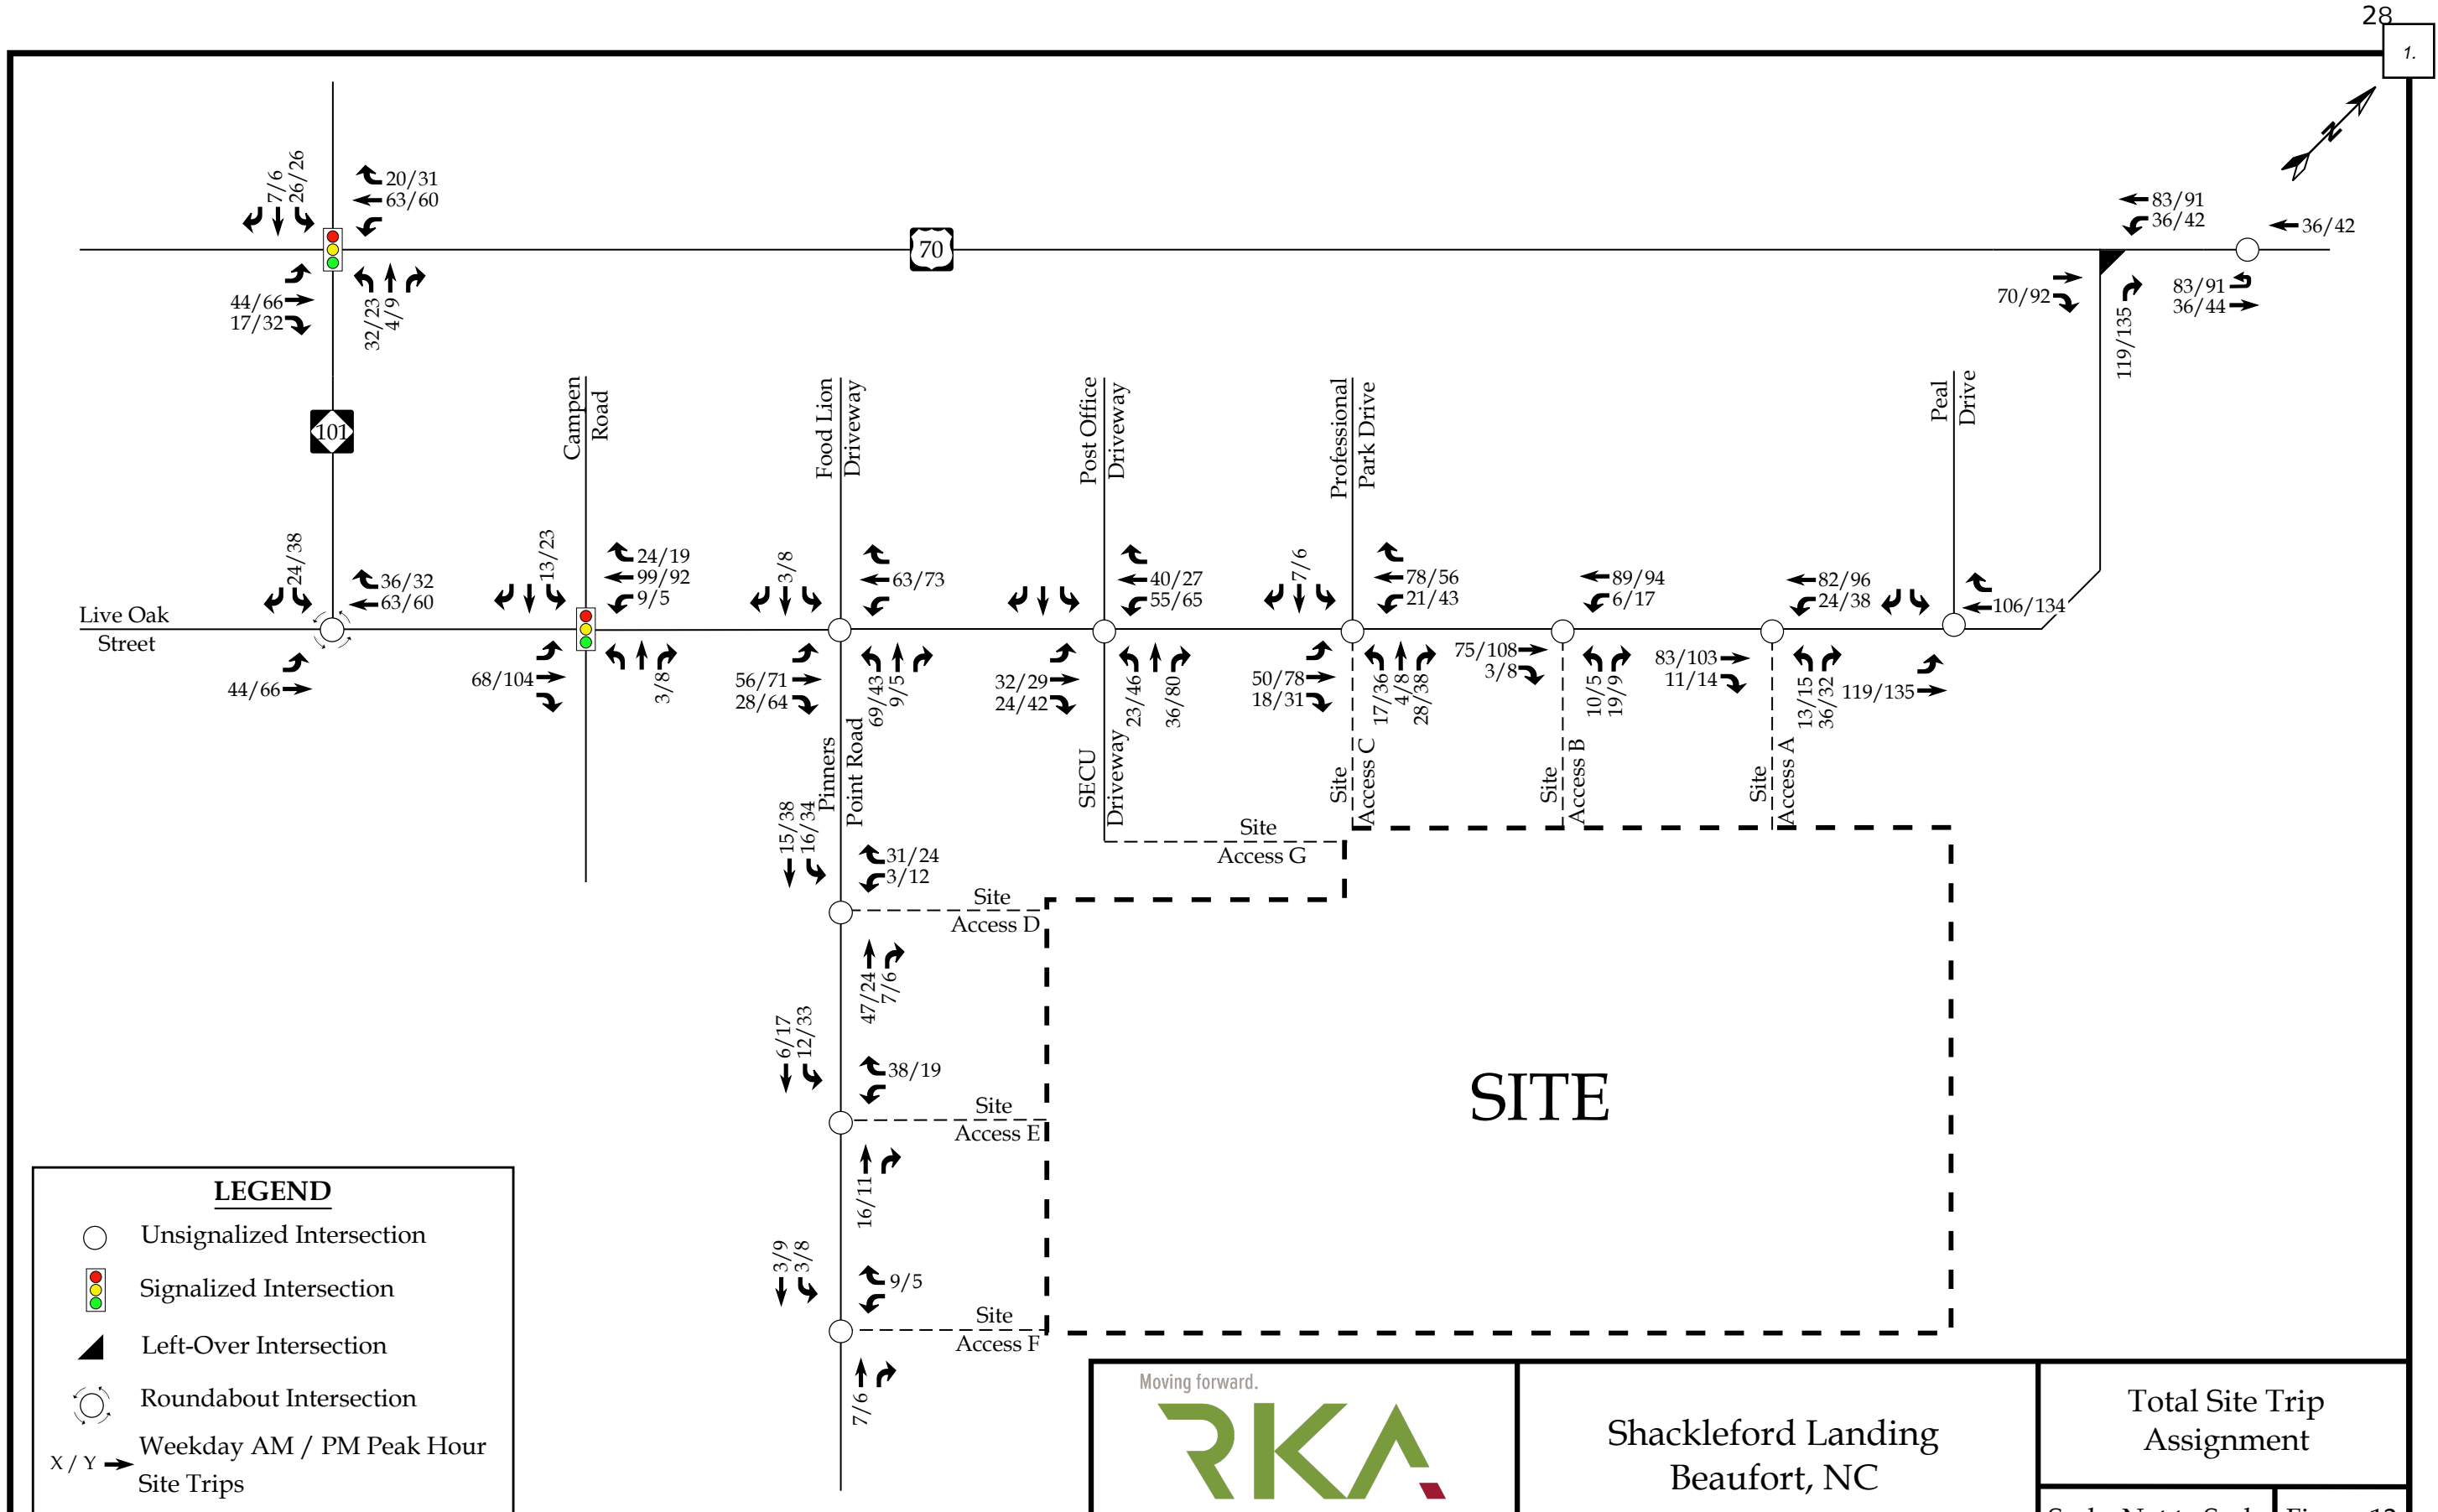 28
1.
7/6
26/26
20/31
63/60
44/66
17/32
32/23
4/9
70
83/91
36/42
36/42
70/92
119/135
83/91
36/44
101
Campen
Road
Food Lion
Driveway
Post Office
Driveway
Professional
Park Drive
Peal
Drive
Live Oak
Street
24/38
36/32
63/60
44/66
13/23
24/19
99/92
9/5
68/104
3/8
3/8
63/73
56/71
28/64
69/43
9/5
40/27
55/65
32/29
24/42
23/46
36/80
7/6
78/56
21/43
50/78
18/31
17/36
4/8
28/38
89/94
6/17
75/108
3/8
10/5
19/9
82/96
24/38
83/103
11/14
13/15
36/32
106/134
119/135
Pinners
Point Road
SECU
Driveway
Site
Access C
Site
Access B
Site
Access A
Site
Access G
15/38
16/34
31/24
3/12
Site
Access D
47/24
7/6
6/17
12/33
38/19
Site
Access E
16/11
3/9
3/8
9/5
Site
Access F
7/6
SITE
LEGEND
Unsignalized Intersection
Signalized Intersection
Left-Over Intersection
Roundabout Intersection
X / Y Weekday AM / PM Peak Hour
Site Trips
Moving forward.
RKA
Shackleford Landing
Beaufort, NC
Total Site Trip
Assignment
N